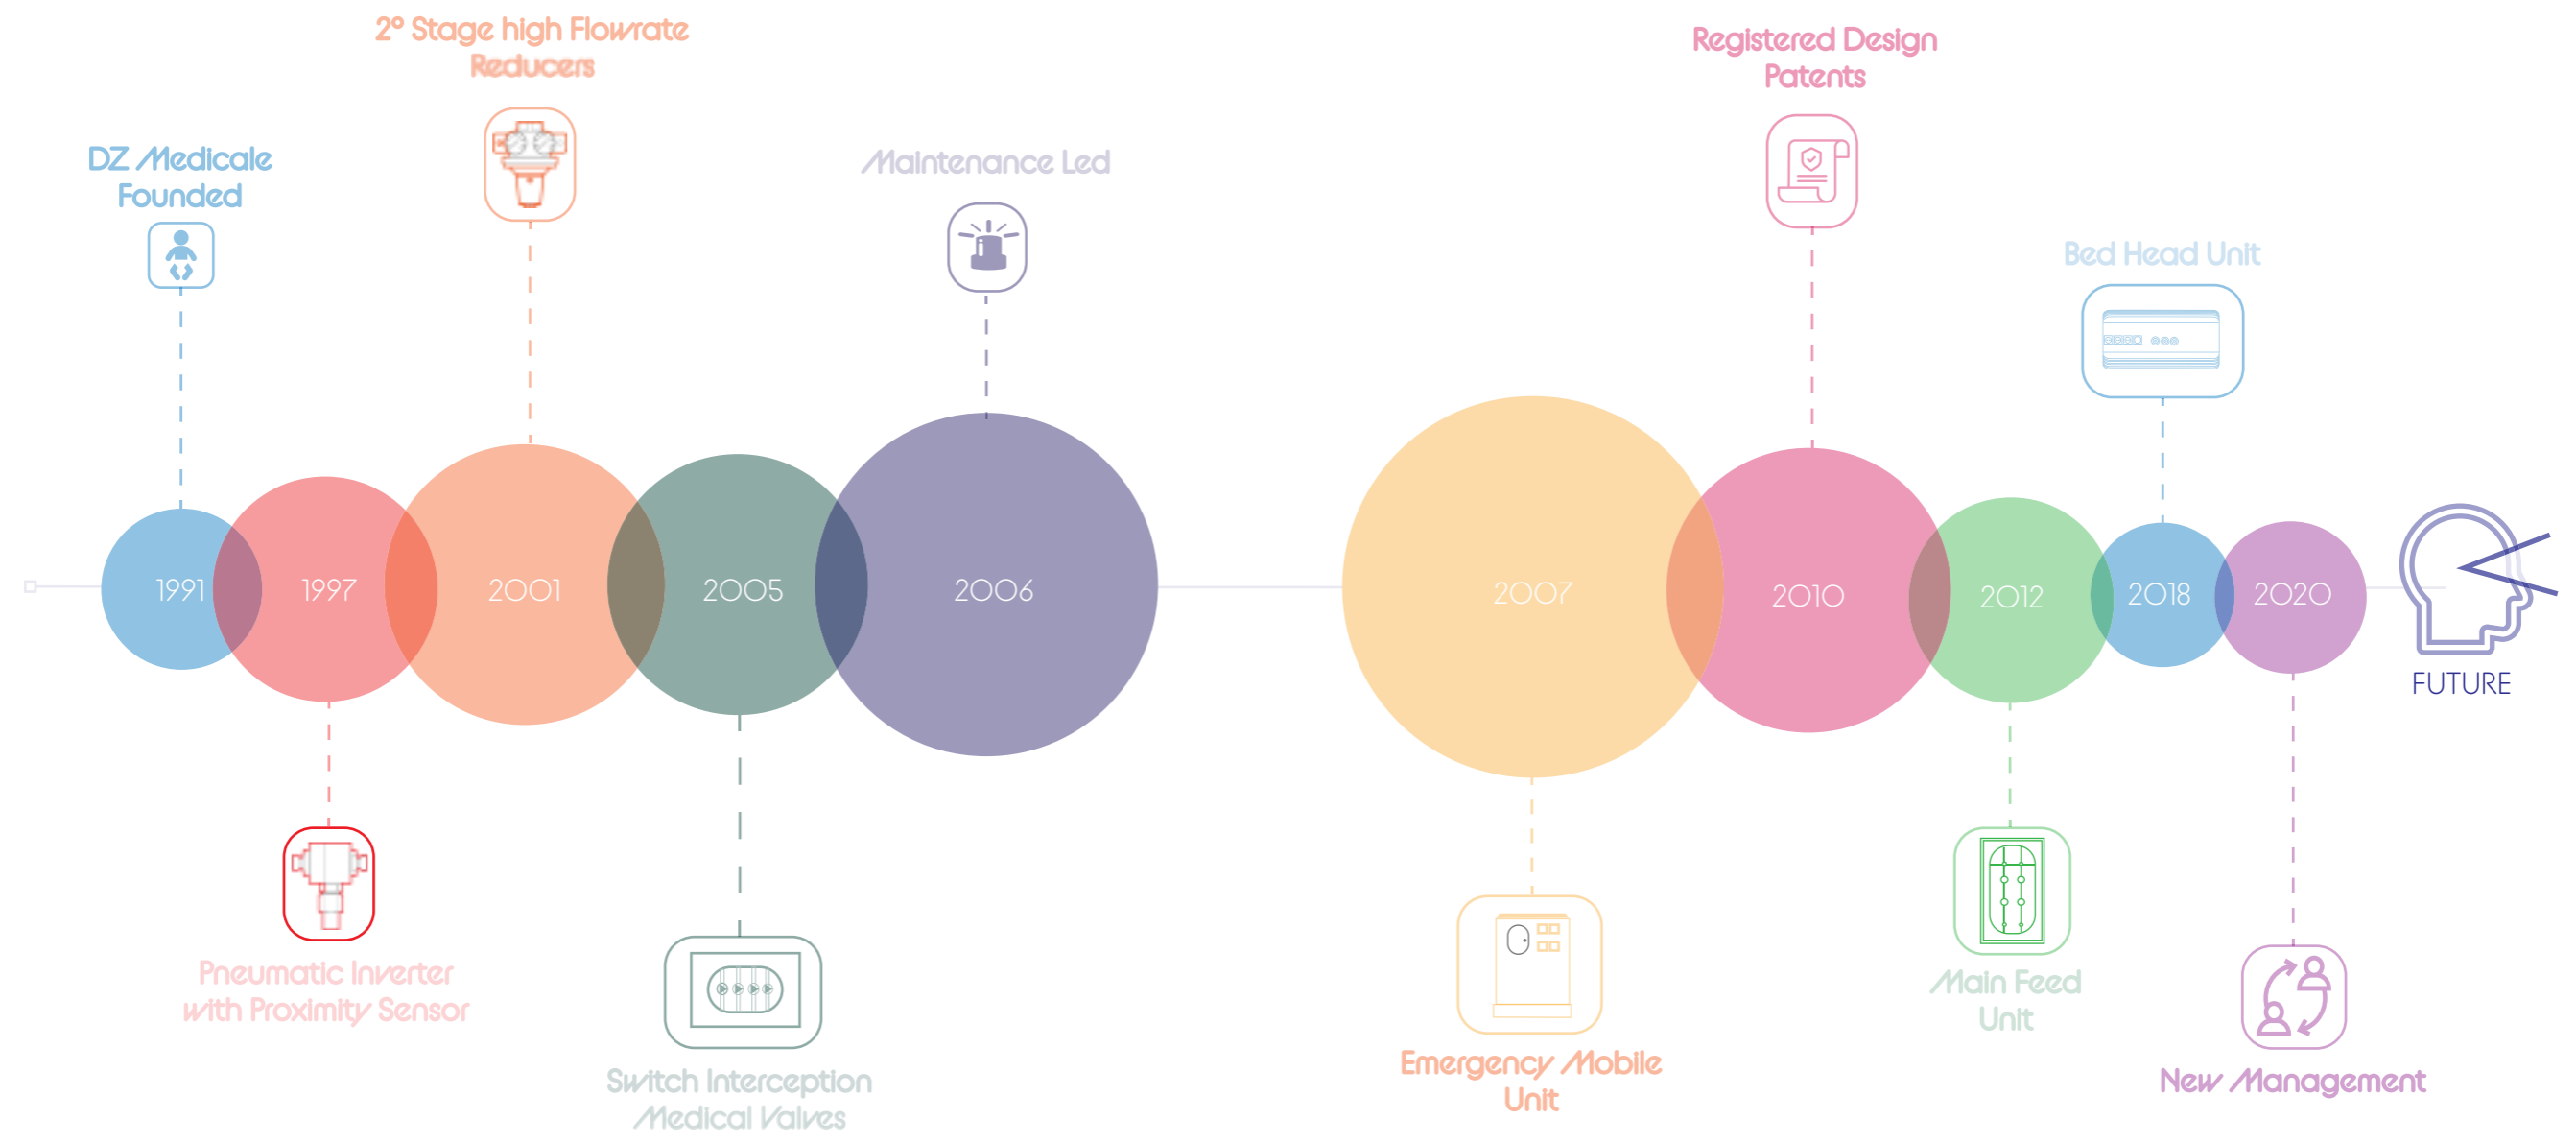 2° Stage high Flowrate
Reducers
Registered Design
Patents
DZ Medicale
Founded
Maintenance Led
Bed Head Unit
1991
1997
2001
2005
2006
2007
2010
2012
2018
2020
FUTURE
Pneumatic Inverter
with Proximity Sensor
Main Feed
Unit
Switch Interception
Medical Valves
Emergency Mobile
Unit
New Management